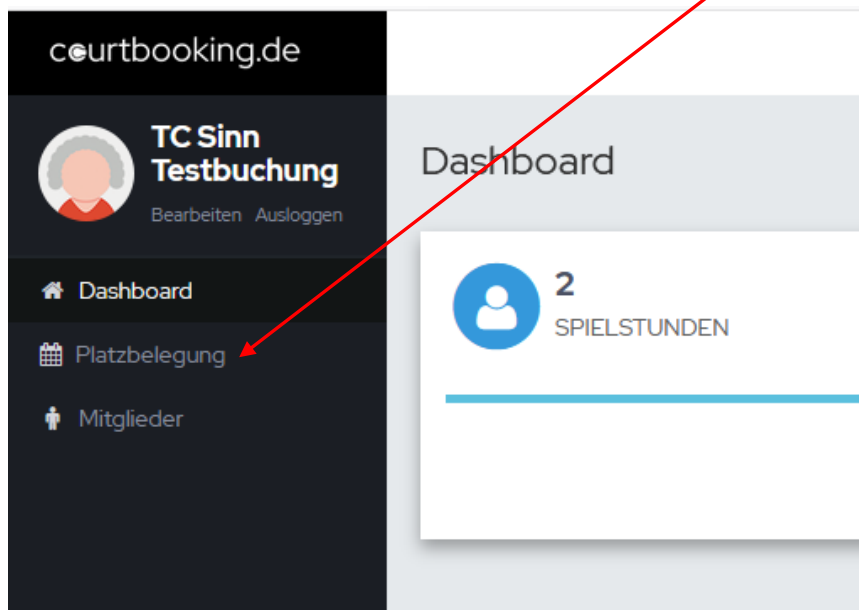 courtbooking.de
TC Sinn
Testbuchung
Bearbeiten Ausloggen
Dashboard
Platzbelegung
Mitglieder
Dashboard
2
SPIELSTUNDEN